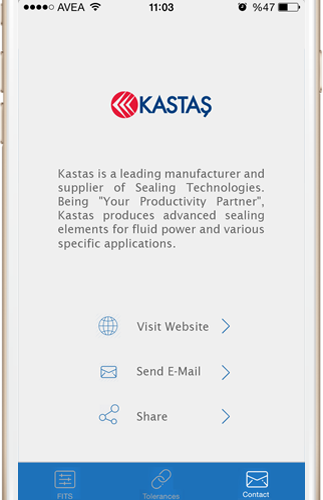 AVEA 11:03 %47
KASTAŞ
Kastas is a leading manufacturer and
supplier of Sealing Technologies.
Being "Your Productivity Partner",
Kastas produces advanced sealing
elements for fluid power and various
specific applications.
Visit Website
Send E-Mail
Share
FITS Tolerances Contact